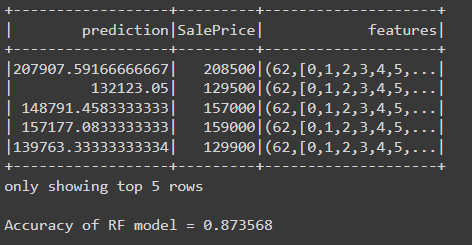 +------------------+---------+--------------------+
|        prediction|SalePrice|            features|
+------------------+---------+--------------------+
|207907.59166666667|   208500|(62,[0,1,2,3,4,5,...|
|         132123.05|   129500|(62,[0,1,2,3,4,5,...|
| 148791.4583333333|   157000|(62,[0,1,2,3,4,5,...|
| 157177.0833333333|   159000|(62,[0,1,2,3,4,5,...|
|139763.33333333334|   129900|(62,[0,1,2,3,4,5,...|
+------------------+---------+--------------------+
only showing top 5 rows
Accuracy of RF model = 0.873568